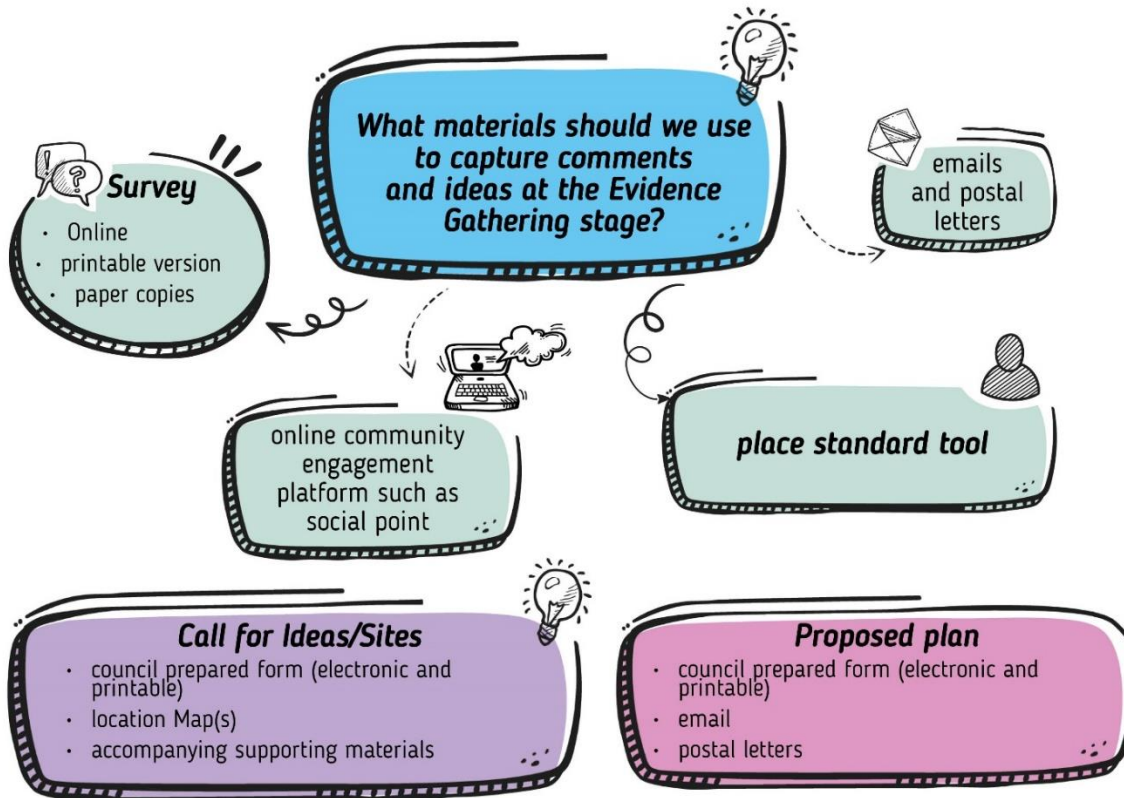 What materials should we use
to capture comments
and ideas at the Evidence
Gathering stage?
emails
and postal
letters
Survey
· Online
· printable version
· paper copies
online community
engagement
platform such as
social point
place standard tool
Call for Ideas/Sites
· council prepared form (electronic and
printable)
· location Map(s)
· accompanying supporting materials
Proposed plan
· council prepared form (electronic and
printable)
· email
· postal letters